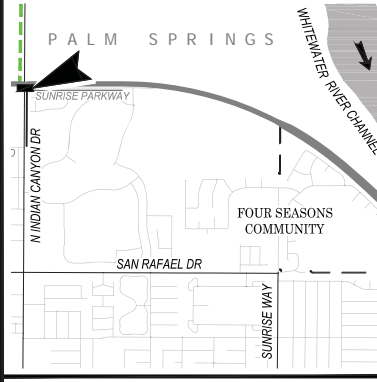 PALM SPRINGS
WHITEWATER RIVER CHANNEL
SUNRISE PARKWAY
N INDIAN CANYON DR
FOUR SEASONS
COMMUNITY
SAN RAFAEL DR
SUNRISE WAY